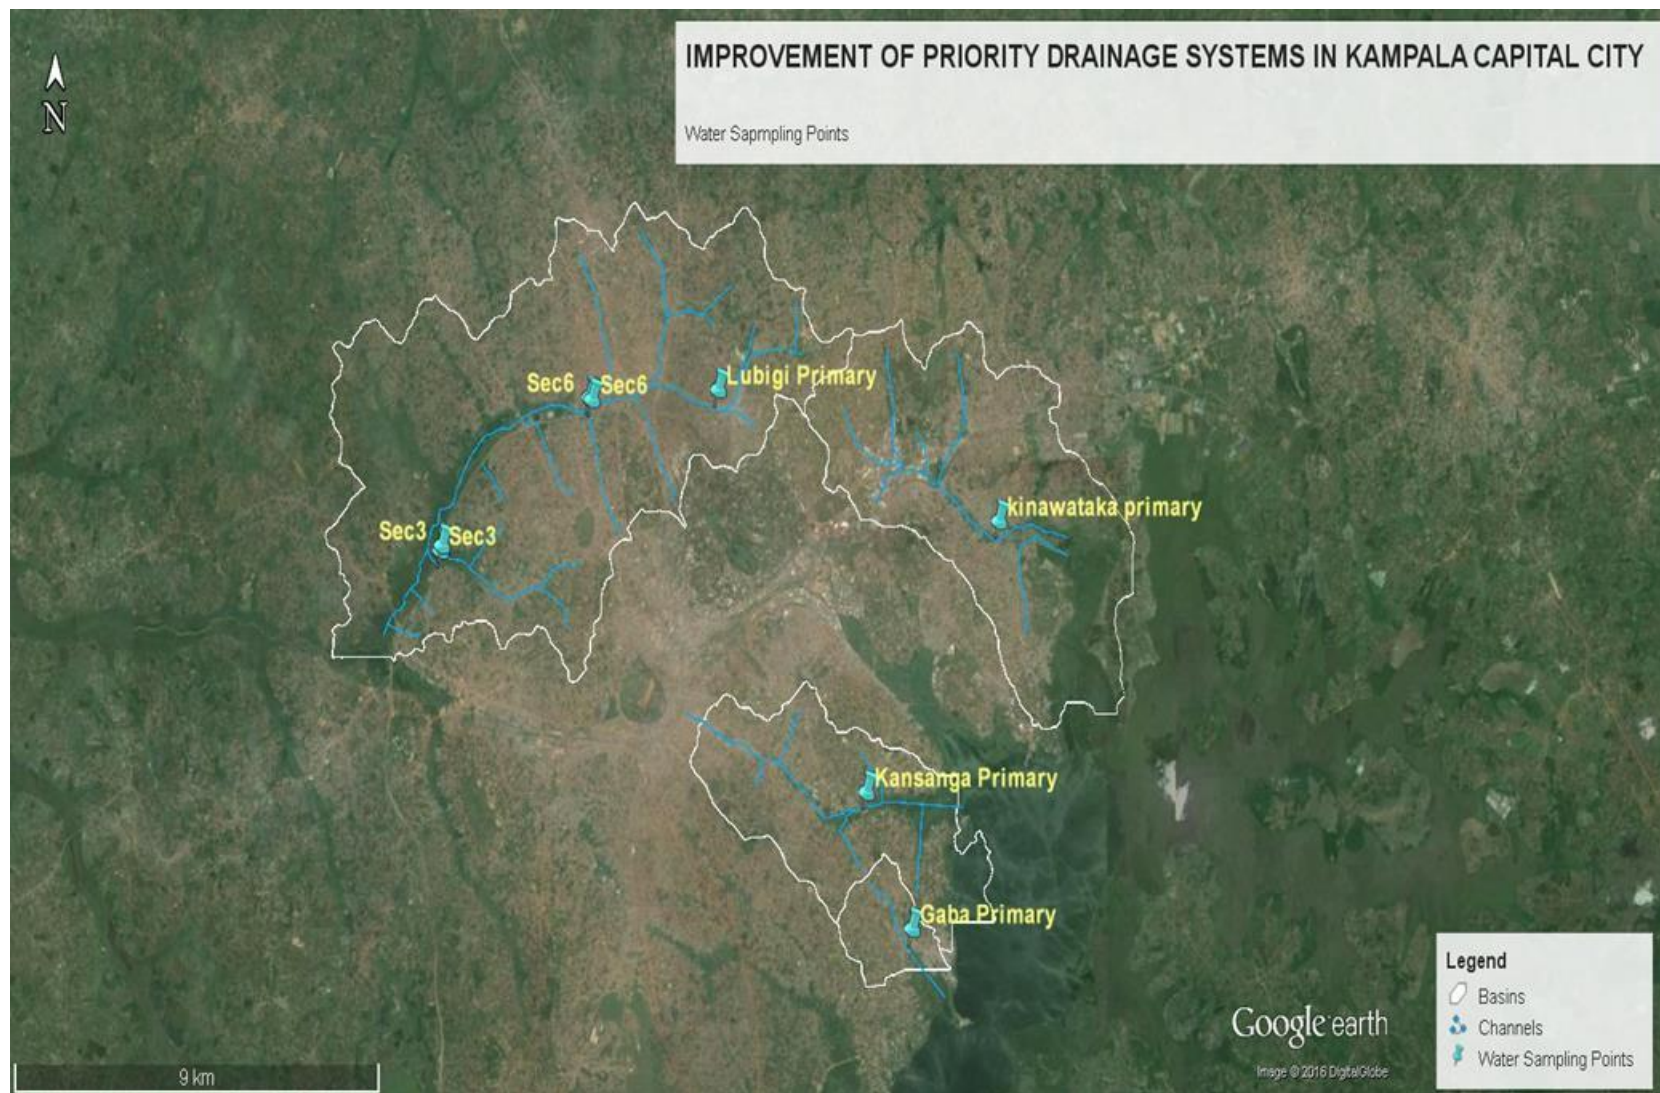 IMPROVEMENT OF PRIORITY DRAINAGE SYSTEMS IN KAMPALA CAPITAL CITY
Water Sapmpling Points
N
Sec6 Sec6
Lubigi Primary
Sec3 Sec3
kinawataka primary
Kansanga Primary
Gaba Primary
Legend
Basins
Channels
Water Sampling Points
Google earth
Image © 2016 DigitalGlobe
9 km